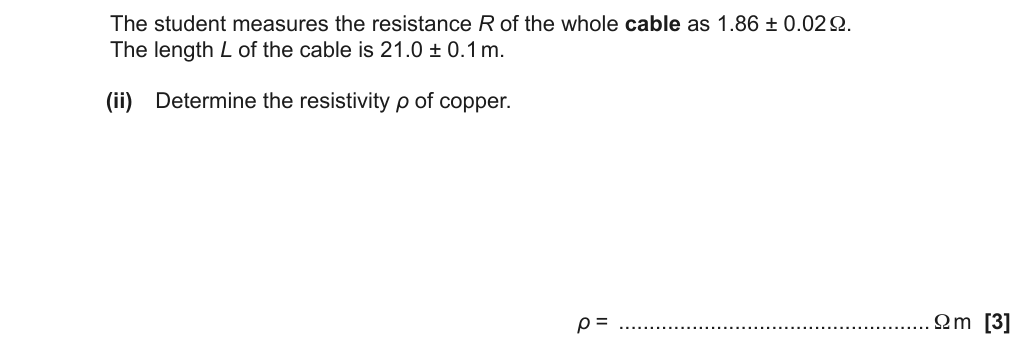 The student measures the resistance R of the whole cable as 1.86 ± 0.02 Ω.
The length L of the cable is 21.0 ± 0.1 m.
(ii) Determine the resistivity ρ of copper.
ρ = .................................................. Ω m [3]